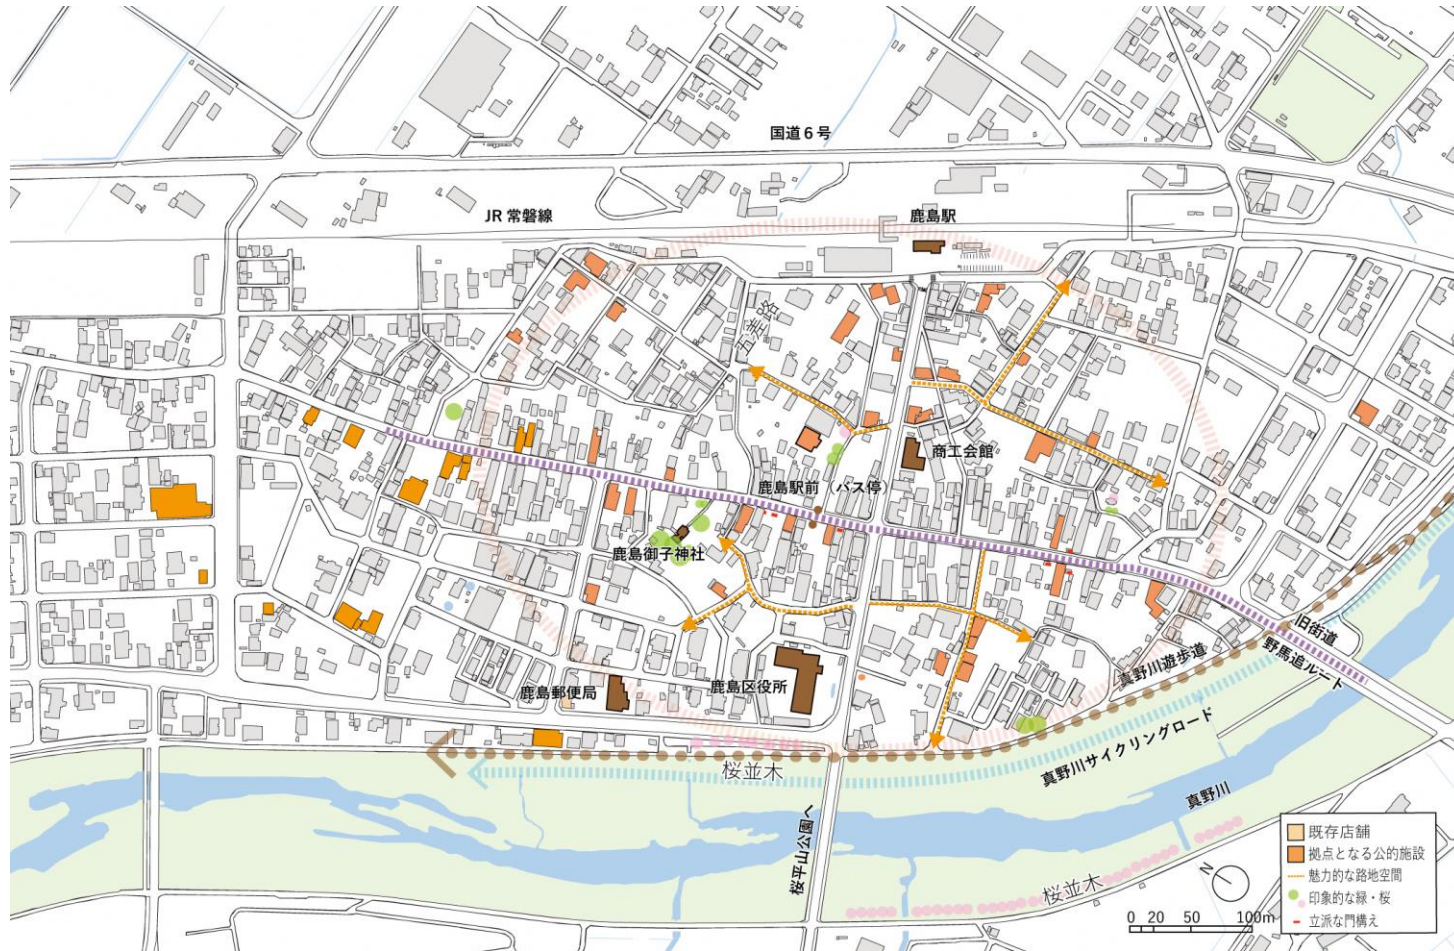 国道6号
JR常磐線
鹿島駅
五差路
商工会館
鹿島駅前（バス停）
鹿島御子神社
旧街道
野馬追ルート
真野川遊歩道
鹿島郵便局
鹿島区役所
真野川サイクリングロード
桜並木
真野川
桜平山公園へ
桜並木
既存店舗
拠点となる公的施設
魅力的な路地空間
印象的な緑・桜
立派な門構え
N
0 20 50 100m